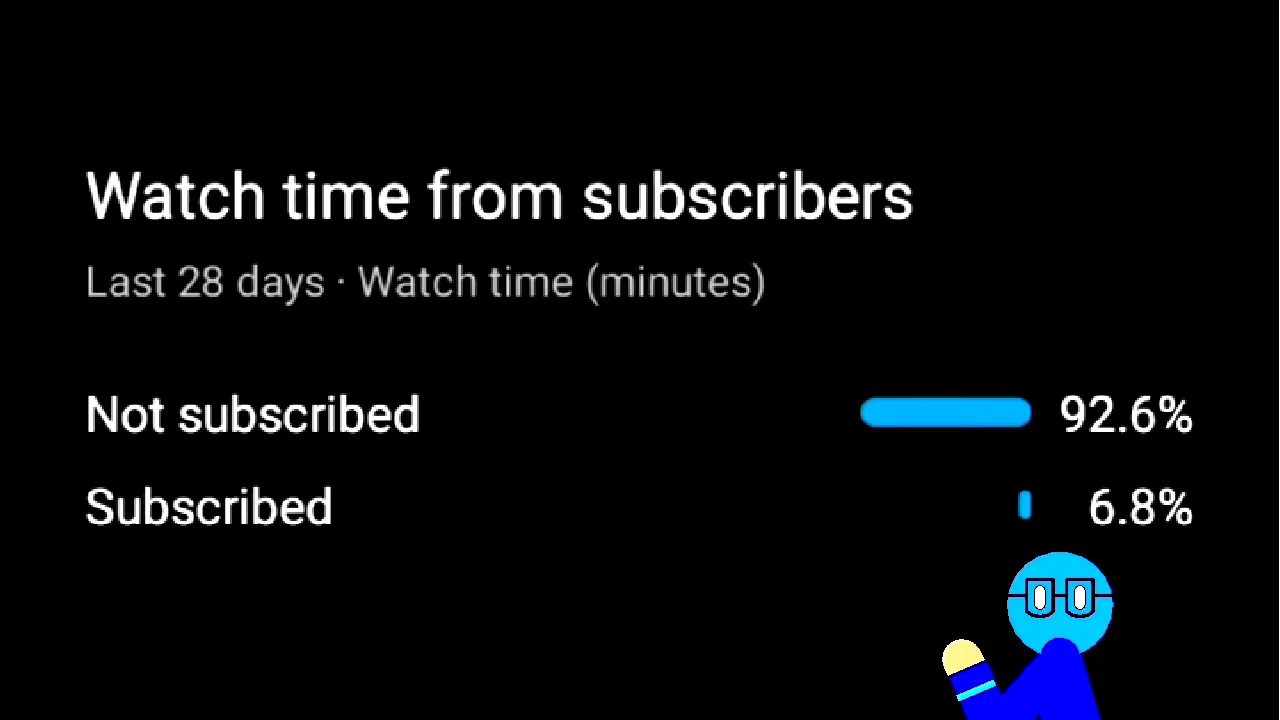 Watch time from subscribers
Last 28 days · Watch time (minutes)
Not subscribed 92.6%
Subscribed 6.8%